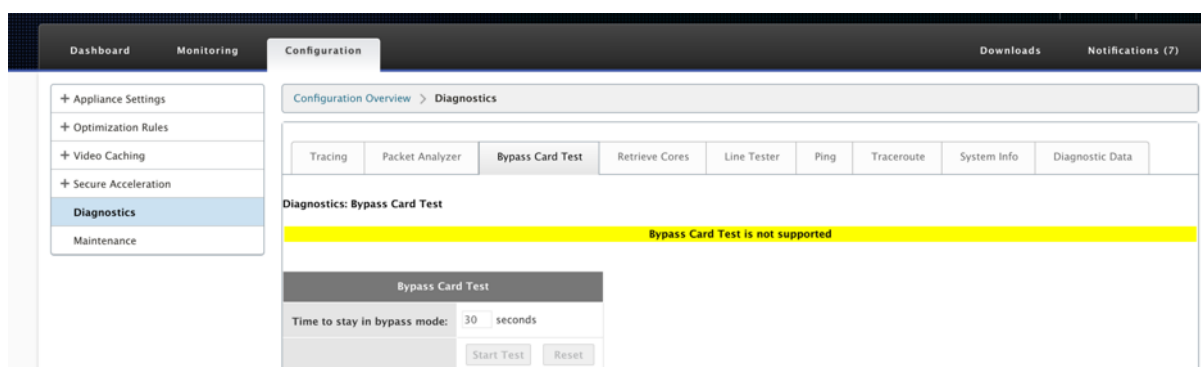 Dashboard Monitoring Configuration Downloads Notifications (7)
+ Appliance Settings
+ Optimization Rules
+ Video Caching
+ Secure Acceleration
Diagnostics
Maintenance
Configuration Overview > Diagnostics
Tracing Packet Analyzer Bypass Card Test Retrieve Cores Line Tester Ping Traceroute System Info Diagnostic Data
Diagnostics: Bypass Card Test
Bypass Card Test is not supported
Bypass Card Test
Time to stay in bypass mode: 30 seconds
Start Test Reset